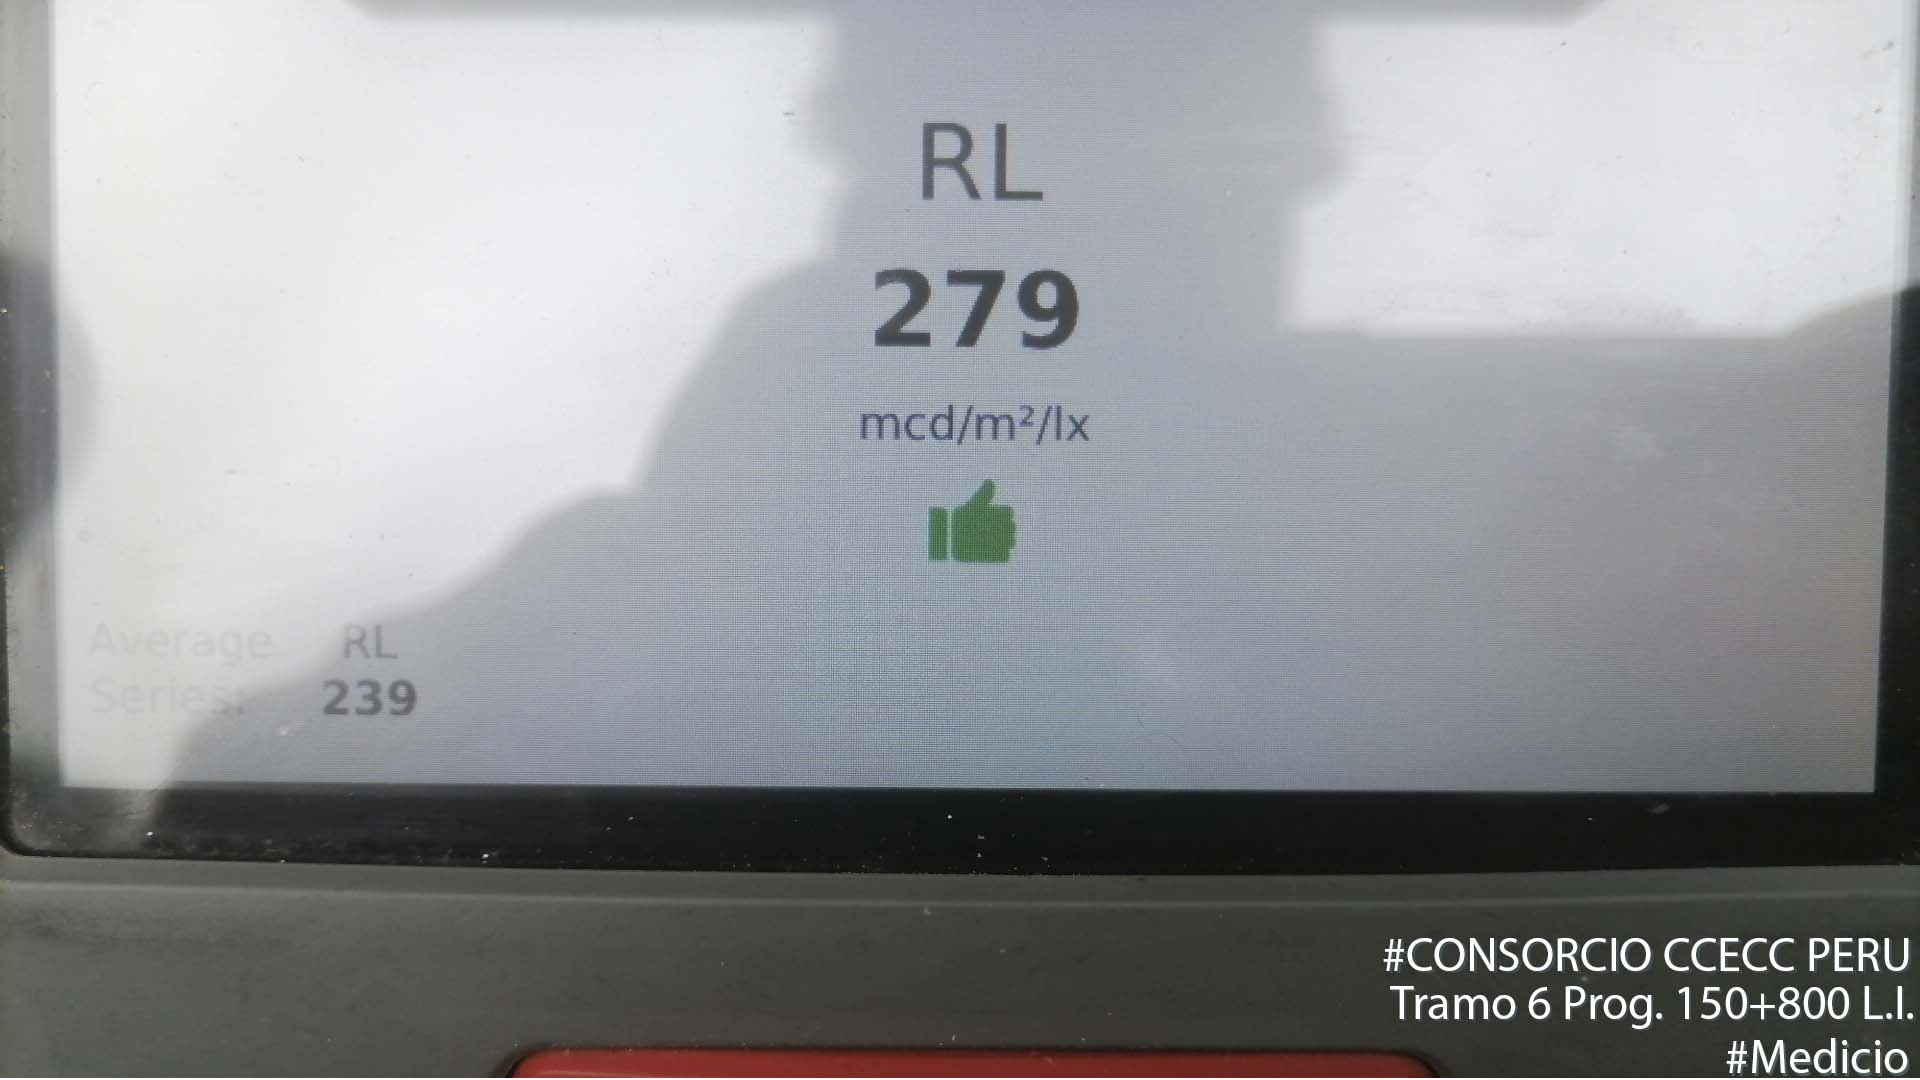 RL
279
mcd/m²/lx
Average RL
Series: 239
#CONSORCIO CCECC PERU
Tramo 6 Prog. 150+800 L.I.
#Medicio